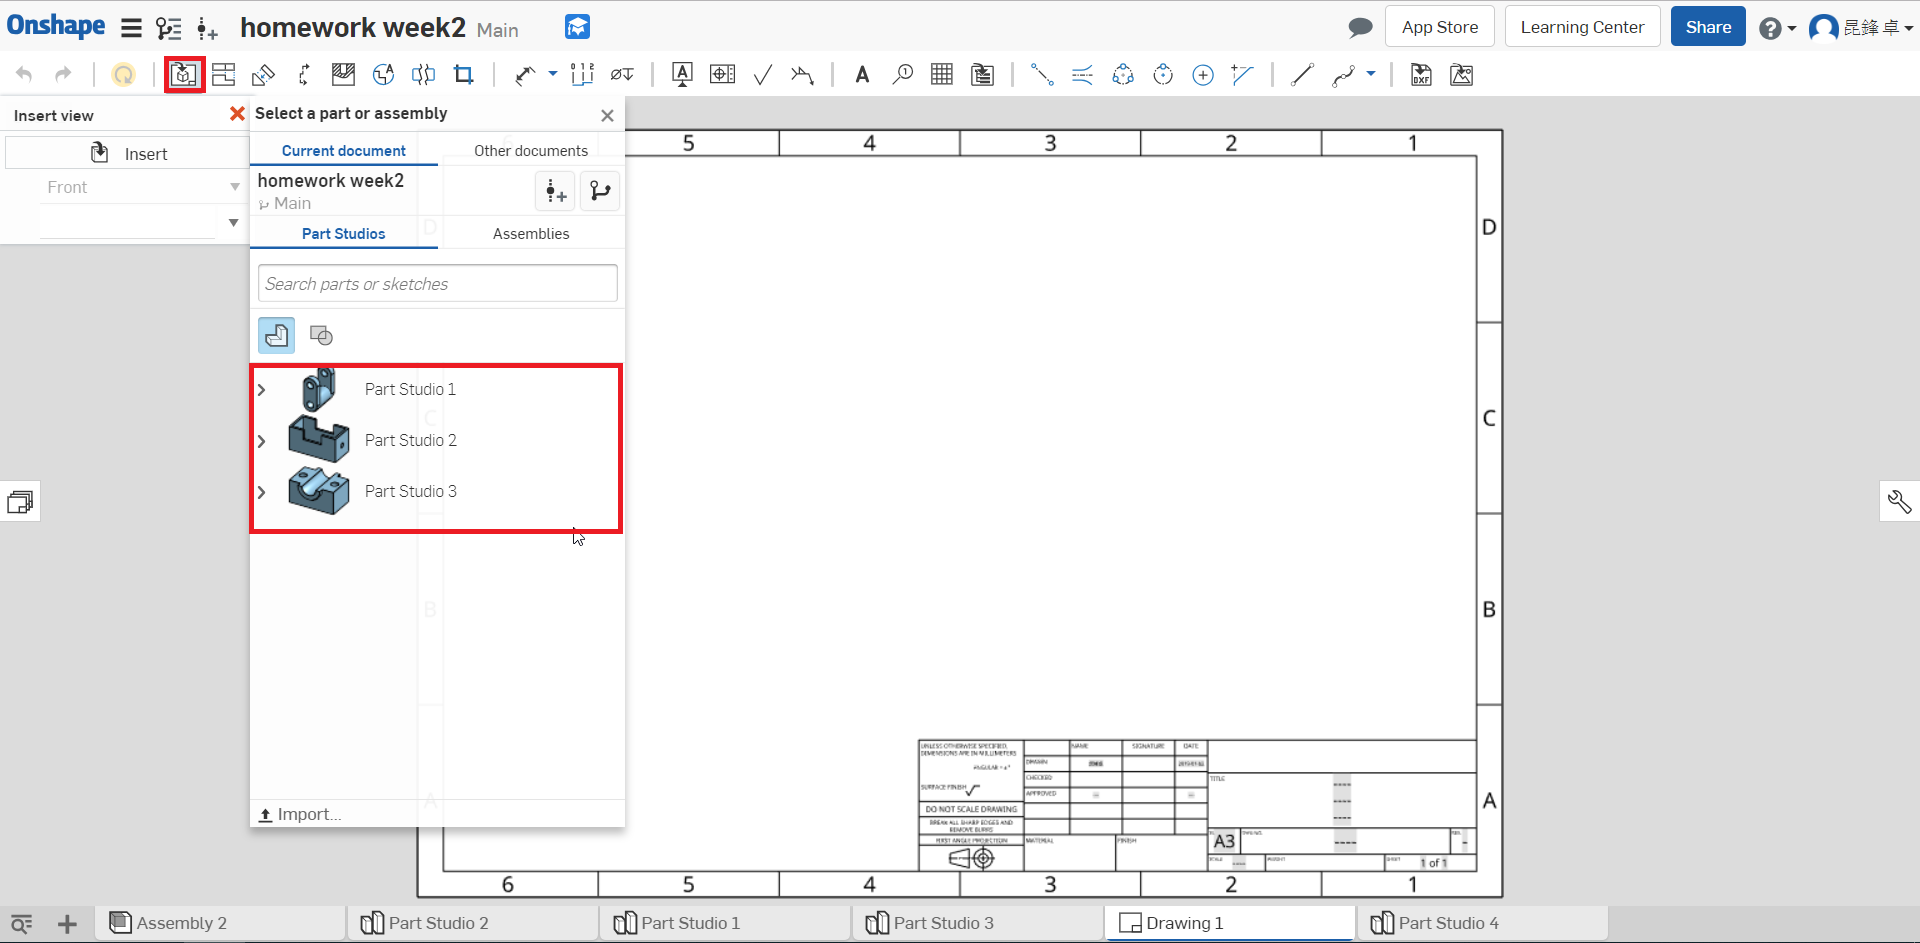 Onshape
homework week2 Main
App Store
Learning Center
Share
昆鋒 卓
Insert view
Insert
Front
Select a part or assembly
Current document
Other documents
homework week2
Main
Part Studios
Assemblies
Search parts or sketches
Part Studio 1
Part Studio 2
Part Studio 3
Import...
5 4 3 2 1
D
D
C
C
B
B
A
A
UNLESS OTHERWISE SPECIFIED,
DIMENSIONS ARE IN MILLIMETERS
SURFACE FINISH
DO NOT SCALE DRAWING
BREAK ALL SHARP EDGES AND
REMOVE BURRS
FIRST ANGLE PROJECTION
NAME SIGNATURE DATE
DRAWN
CHECKED
APPROVED
MATERIAL
FINISH
TITLE
A3
SCALE
WEIGHT
SHEET
1 of 1
6 5 4 3 2 1
Assembly 2
Part Studio 2
Part Studio 1
Part Studio 3
Drawing 1
Part Studio 4